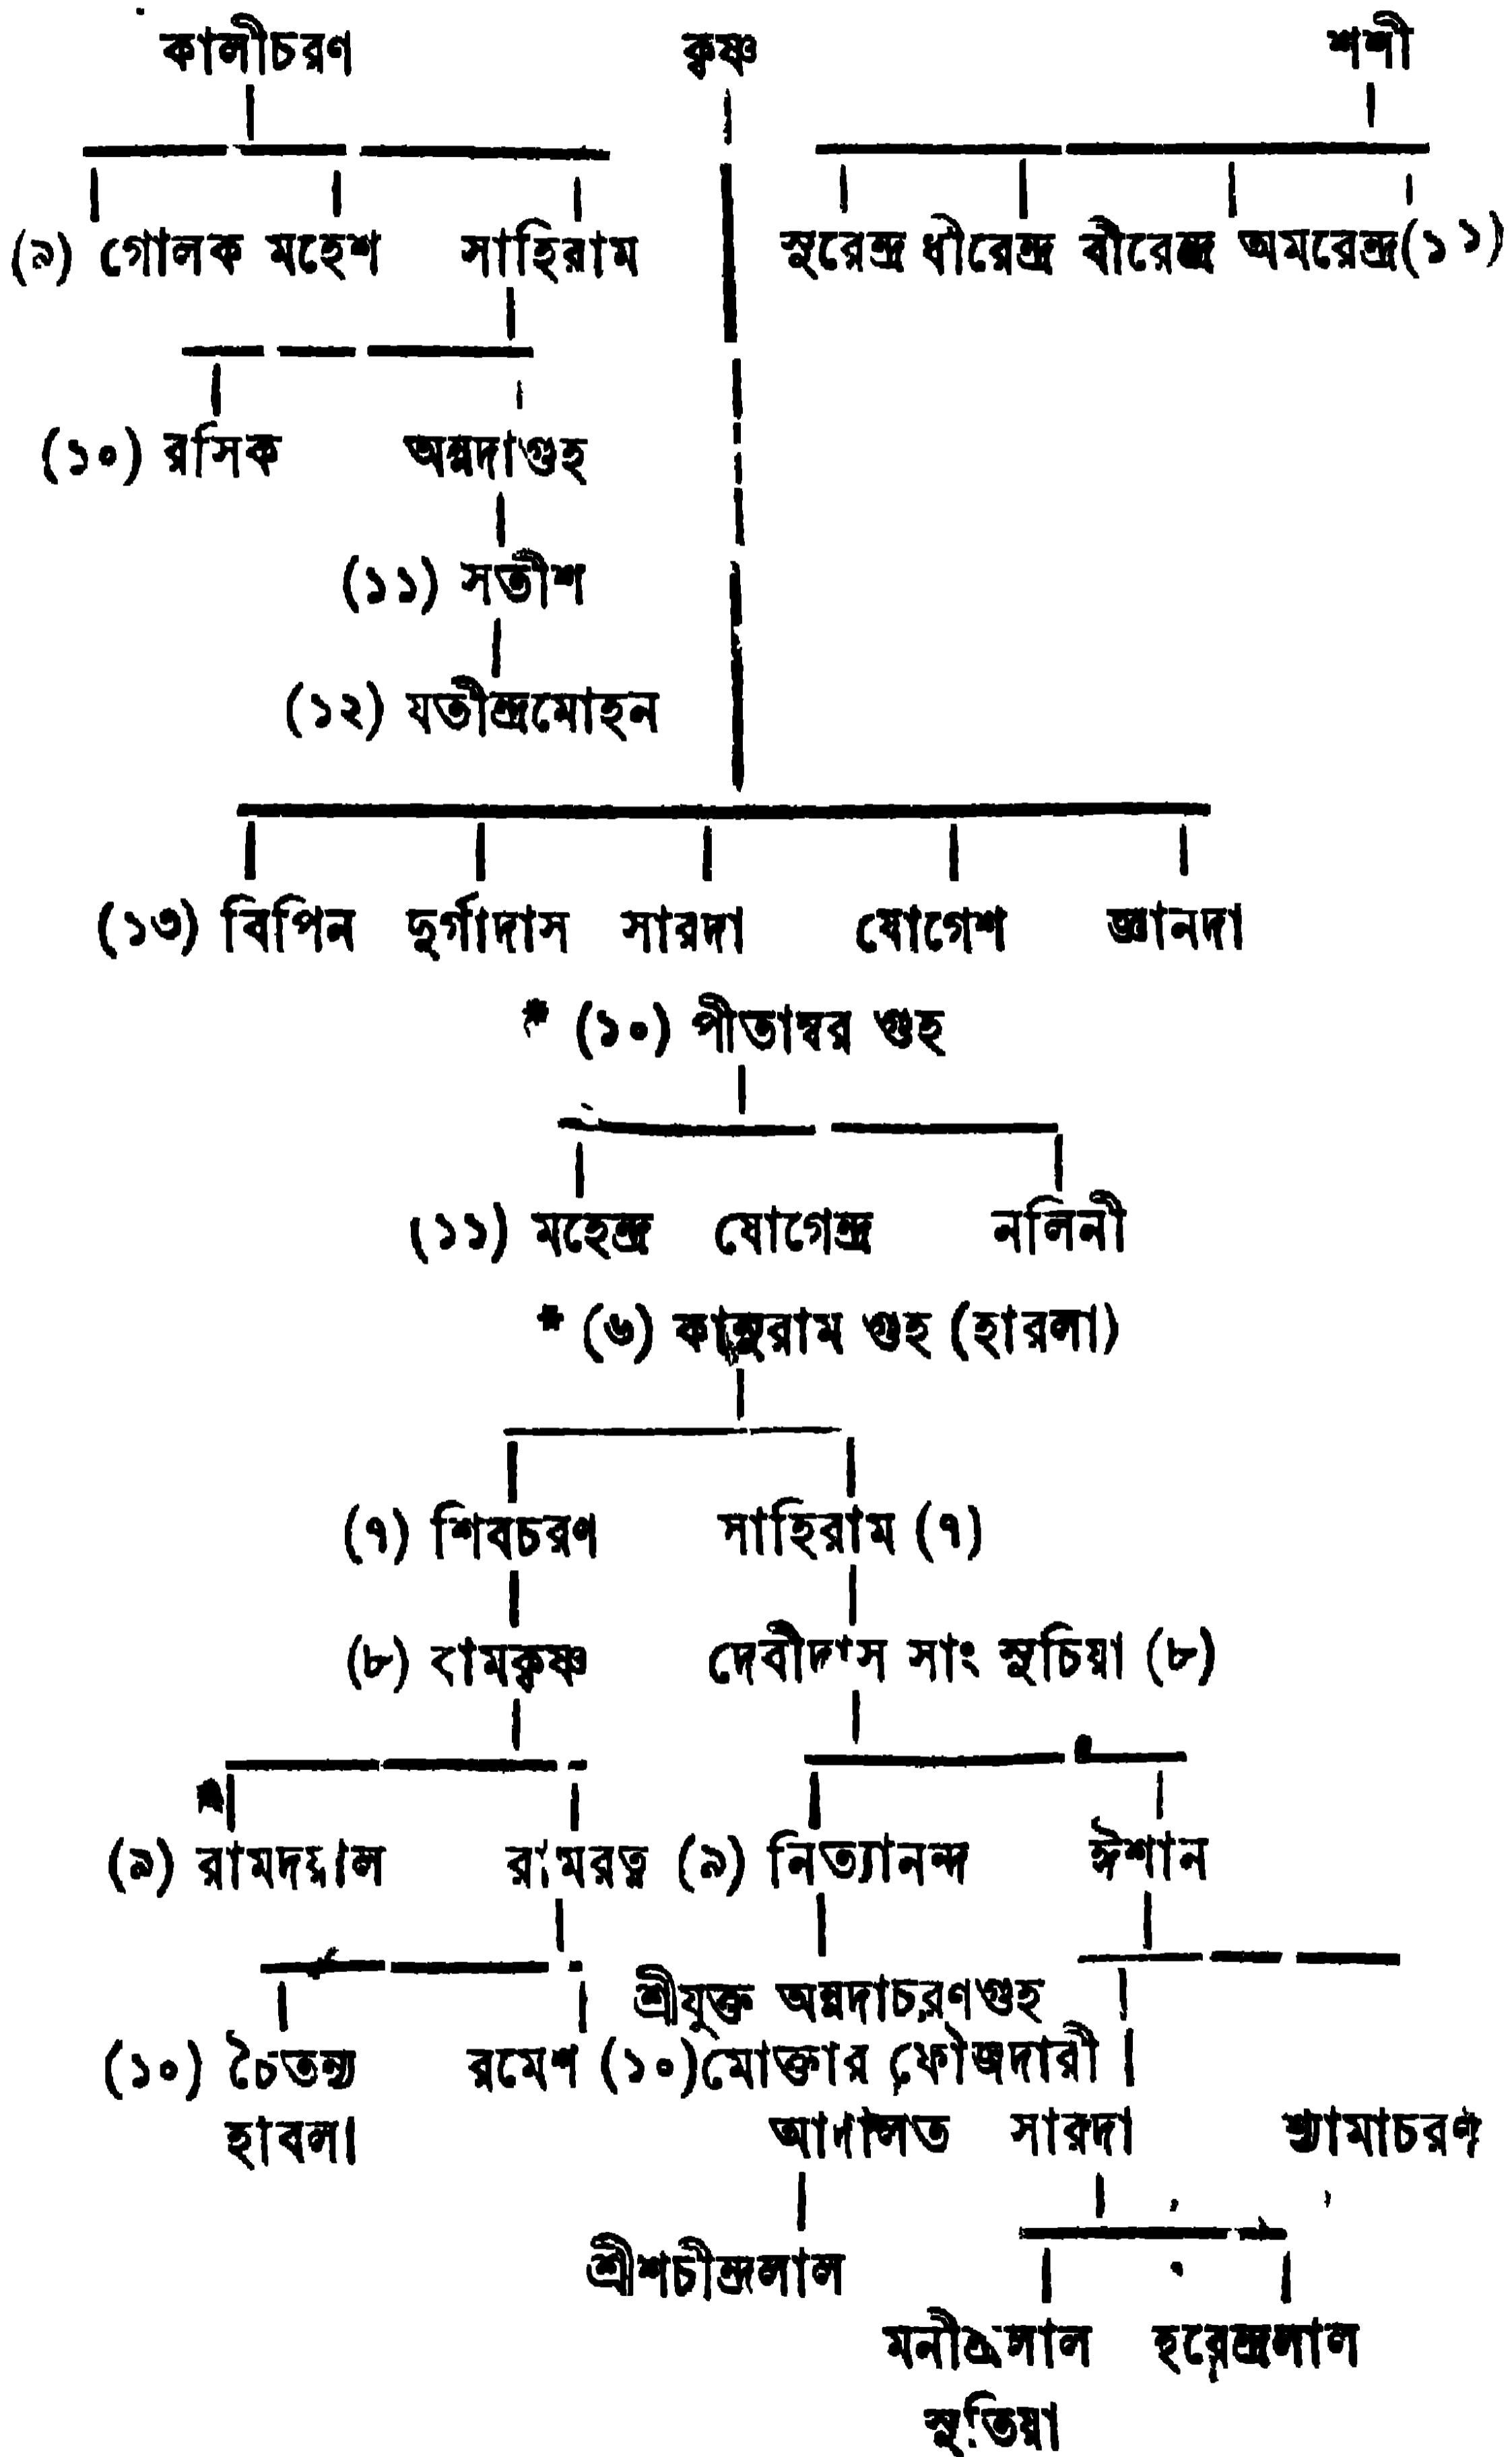 কালীচরণ কৃষ্ণ শশী
(৯) গোলক মহেশ সাহিরাম সুরেন্দ্র ধীরেন্দ্র বীরেন্দ্র অমরেন্দ্র(১১)
(১০) রসিক অন্নদাগুহ
(১১) সতীশ
(১২) যতীন্দ্রমোহন
(১৩) বিপিন দুর্গাদাস সারদা যোগেশ জ্ঞানদা
* (১০) পীতাম্বর গুহ
(১১) মহেন্দ্র যোগেন্দ্র নলিনী
* (৬) কানুরাম গুহ (হারলা)
(৭) শিবচরণ সাহিরাম (৭)
(৮) রামকৃষ্ণ দেবীদাস সাং সুচিয়া (৮)
(৯) রামদয়াল রামরত্ন (৯) নিত্যানন্দ ঈশান
শ্রীযুক্ত অন্নদাচরণগুহ
(১০) চৈতন্য রমেশ (১০)মোক্তার ফৌজদারী
হাবলা আদালত সারদা শ্যামাচরণ
শ্রীশচীন্দ্রলাল
মনীন্দ্রলাল হরেন্দ্রলাল